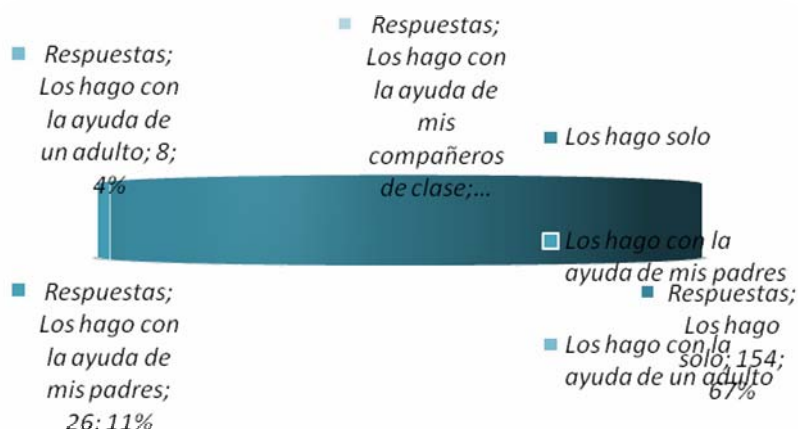 Respuestas;
Los hago con
la ayuda de
un adulto; 8;
4%
Respuestas;
Los hago con
la ayuda de
mis
compañeros
de clase;...
Los hago solo
Los hago con la
ayuda de mis padres
Los hago con la
ayuda de un adulto
Respuestas;
Los hago con
la ayuda de
mis padres;
26; 11%
Respuestas;
Los hago
solo; 154;
67%